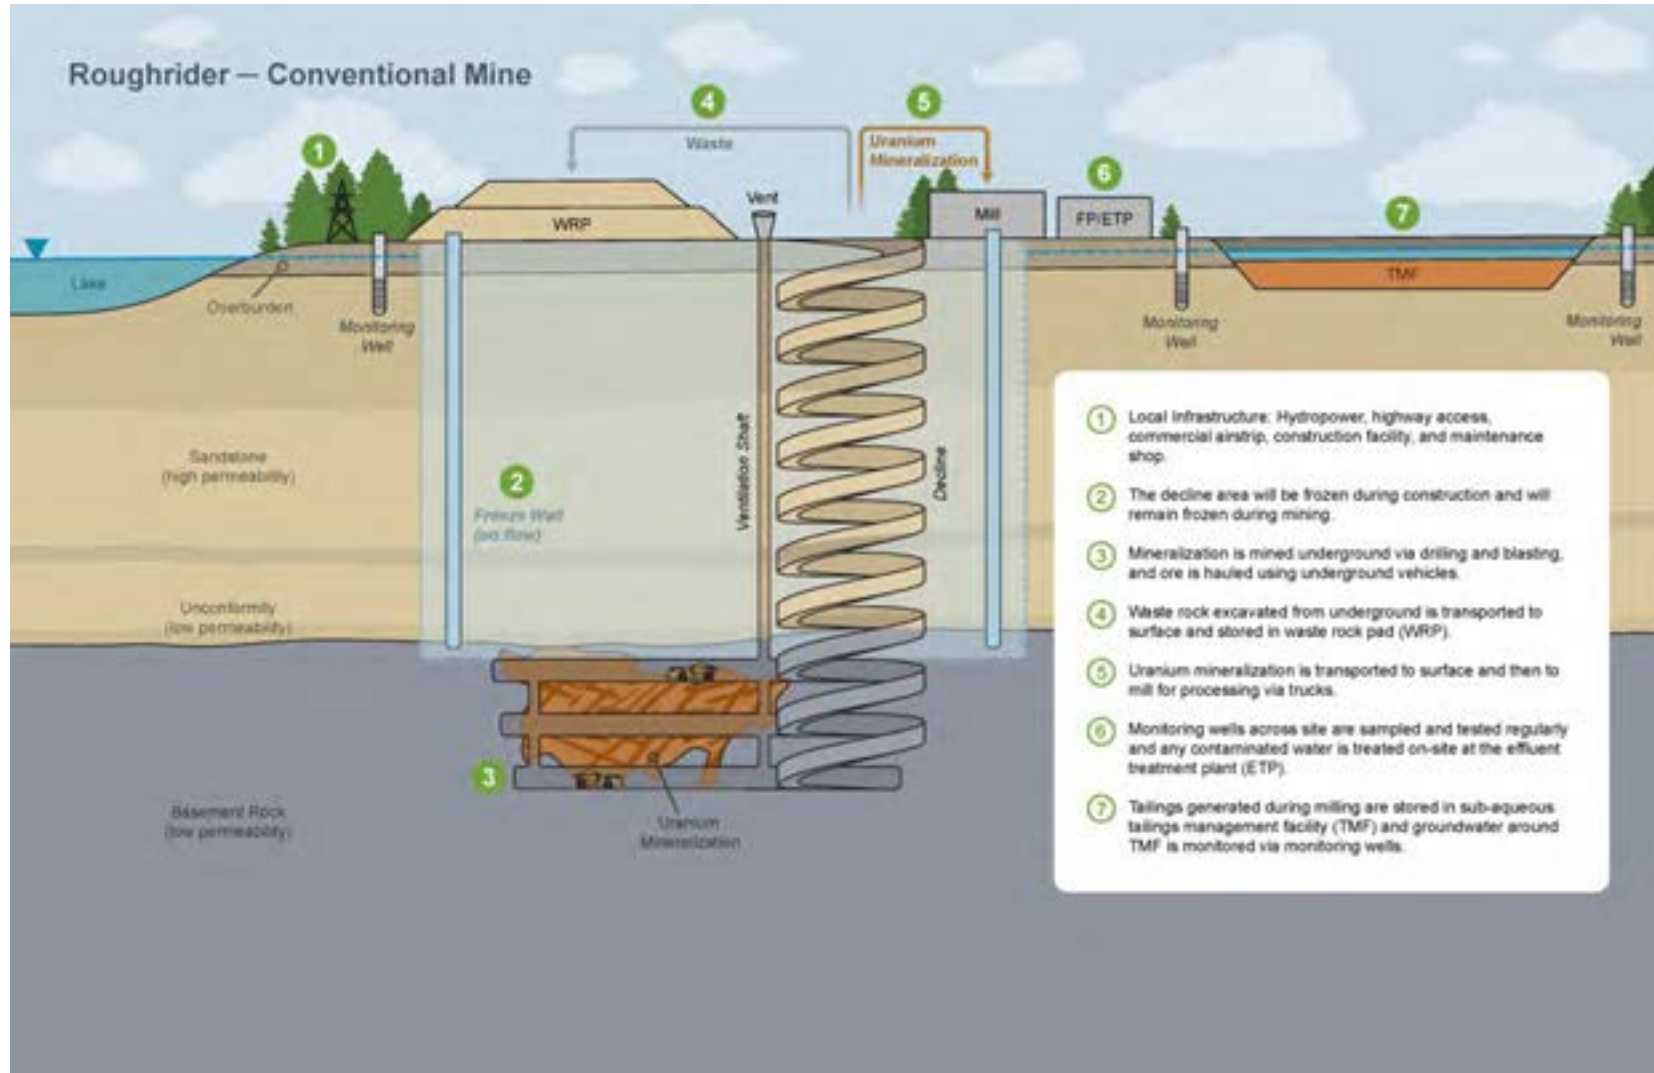 Roughrider — Conventional Mine
1
4
5
6
7
Waste
Uranium
Mineralization
Vent
WRP
Mill
FP/ETP
TMF
Lake
Overburden
Monitoring
Well
Monitoring
Well
Monitoring
Well
Sandstone
(high permeability)
2
Freeze Wall
(on flow)
Ventilation Shaft
Decline
Unconformity
(low permeability)
3
Uranium
Mineralization
Basement Rock
(low permeability)
1 Local Infrastructure: Hydropower, highway access,
commercial airstrip, construction facility, and maintenance
shop.
2 The decline area will be frozen during construction and will
remain frozen during mining.
3 Mineralization is mined underground via drilling and blasting,
and ore is hauled using underground vehicles.
4 Waste rock excavated from underground is transported to
surface and stored in waste rock pad (WRP).
5 Uranium mineralization is transported to surface and then to
mill for processing via trucks.
6 Monitoring wells across site are sampled and tested regularly
and any contaminated water is treated on-site at the effluent
treatment plant (ETP).
7 Tailings generated during milling are stored in sub-aqueous
tailings management facility (TMF) and groundwater around
TMF is monitored via monitoring wells.